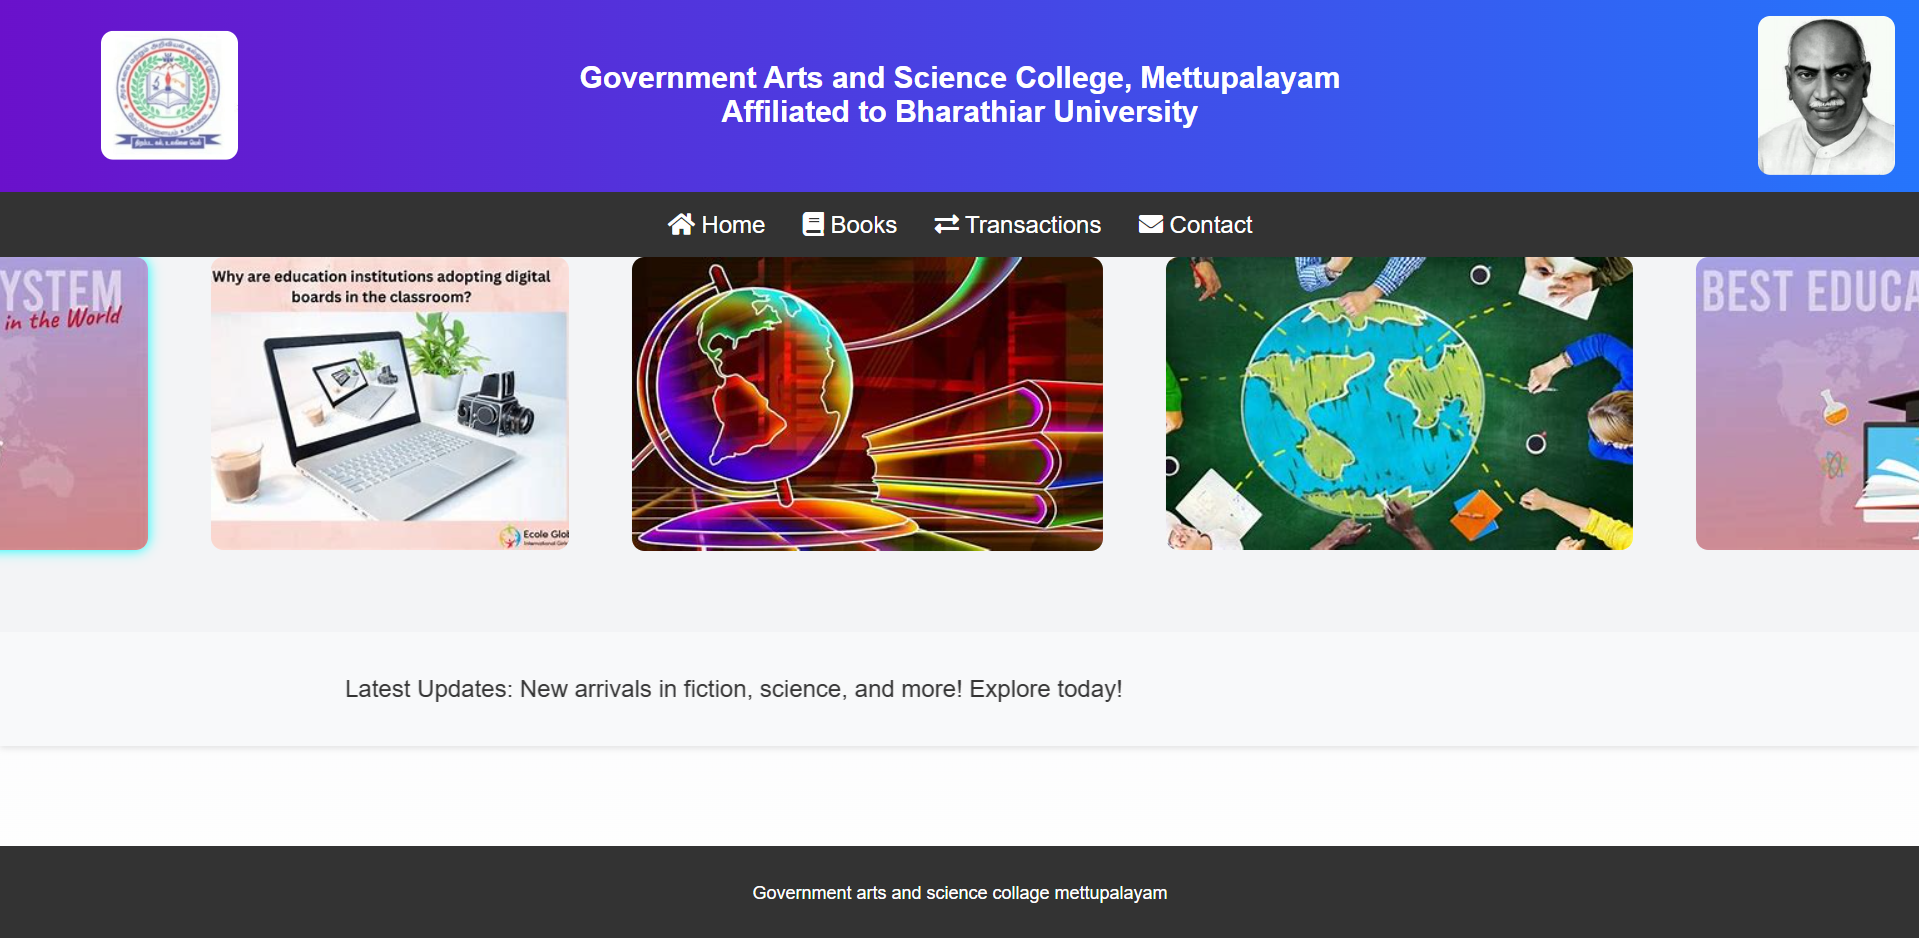 Government Arts and Science College, Mettupalayam
Affiliated to Bharathiar University
Home Books Transactions Contact
YSTEM
in the World
Why are education institutions adopting digital
boards in the classroom?
Ecole Glob
BEST EDUCA
Latest Updates: New arrivals in fiction, science, and more! Explore today!
Government arts and science collage mettupalayam